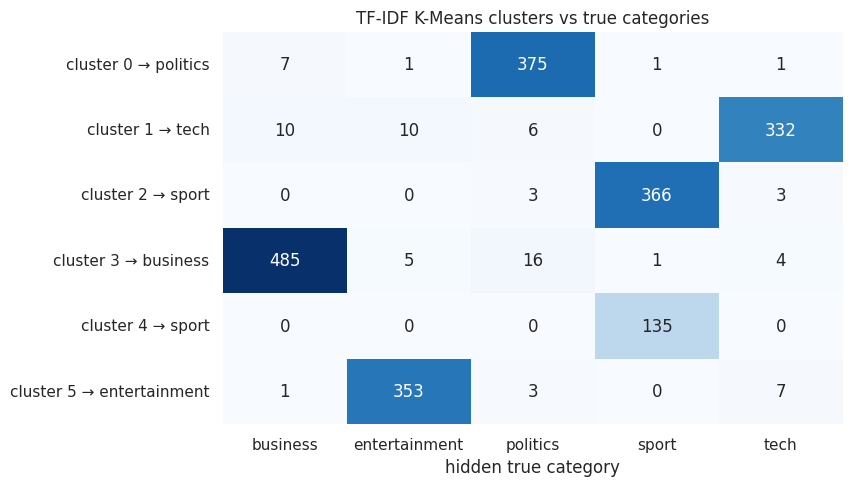 TF-IDF K-Means clusters vs true categories
cluster 0 → politics 7 1 375 1 1
cluster 1 → tech 10 10 6 0 332
cluster 2 → sport 0 0 3 366 3
cluster 3 → business 485 5 16 1 4
cluster 4 → sport 0 0 0 135 0
cluster 5 → entertainment 1 353 3 0 7
business entertainment politics sport tech
hidden true category